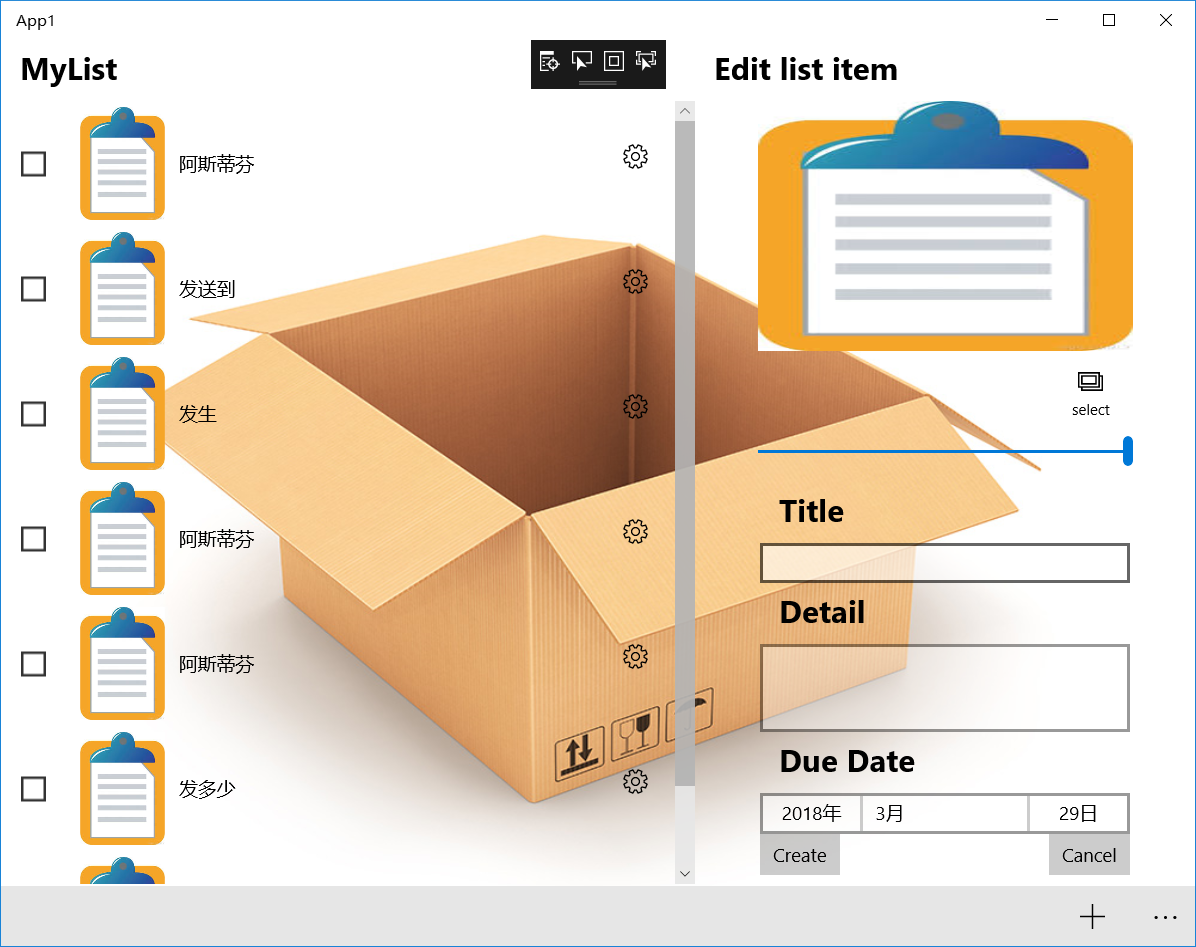 App1
MyList
Edit list item
阿斯蒂芬
发送到
发生
阿斯蒂芬
阿斯蒂芬
发多少
select
Title
Detail
Due Date
2018年 3月 29日
Create Cancel